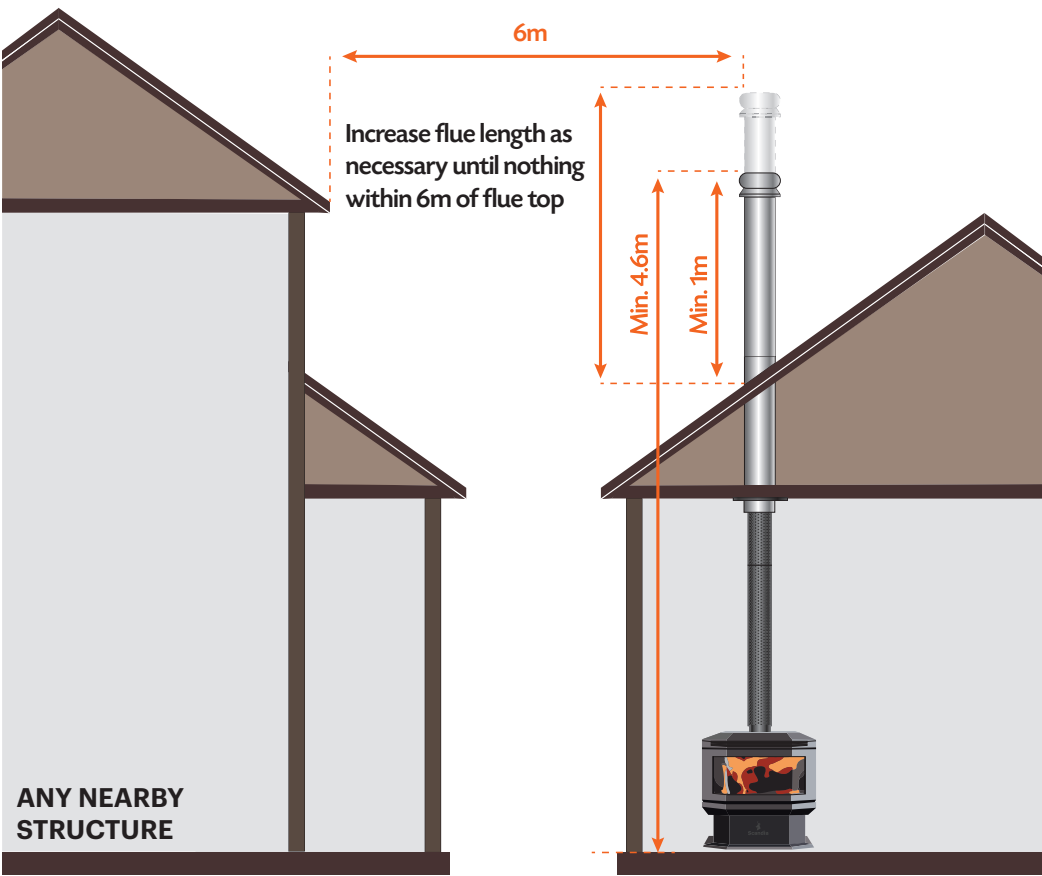 6m
Increase flue length as
necessary until nothing
within 6m of flue top
Min. 4.6m
Min. 1m
ANY NEARBY
STRUCTURE